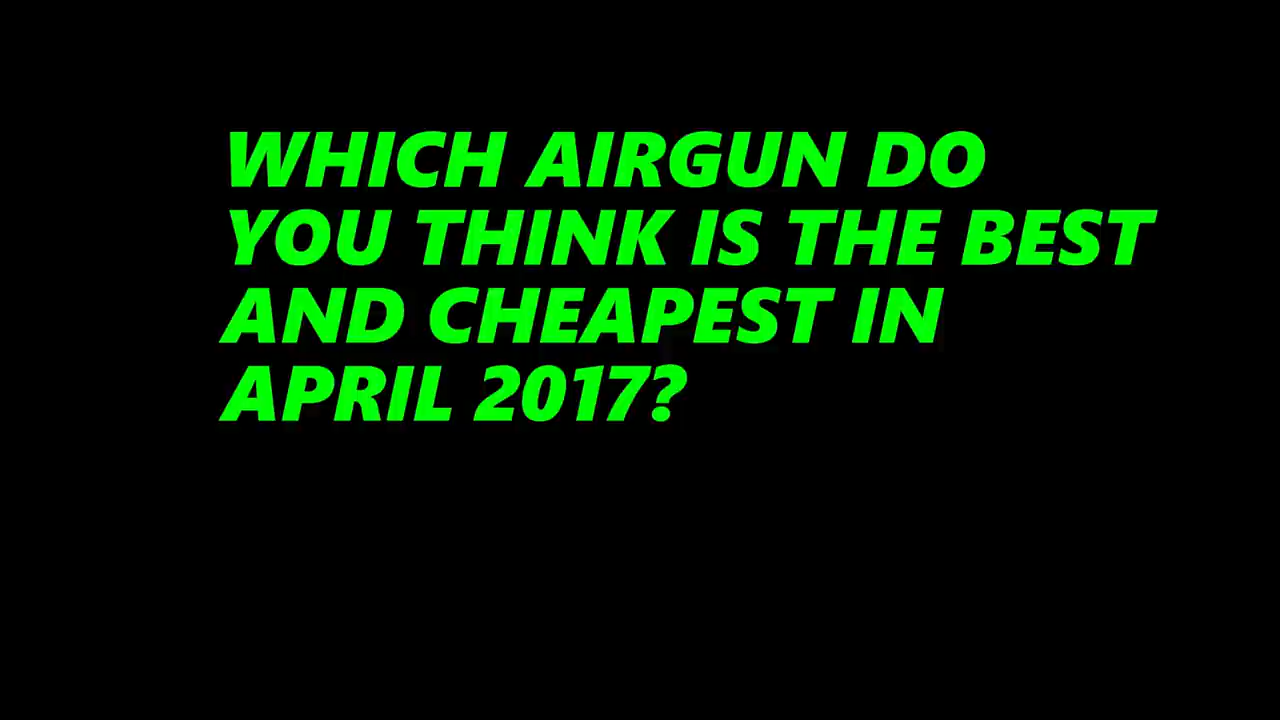 WHICH AIRGUN DO
YOU THINK IS THE BEST
AND CHEAPEST IN
APRIL 2017?